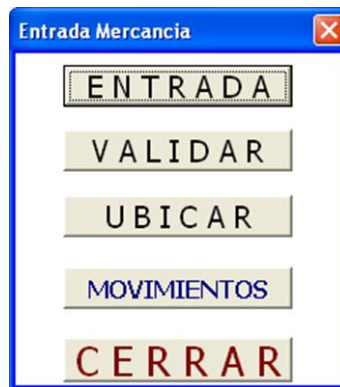 Entrada Mercancia
ENTRADA
VALIDAR
UBICAR
MOVIMIENTOS
CERRAR